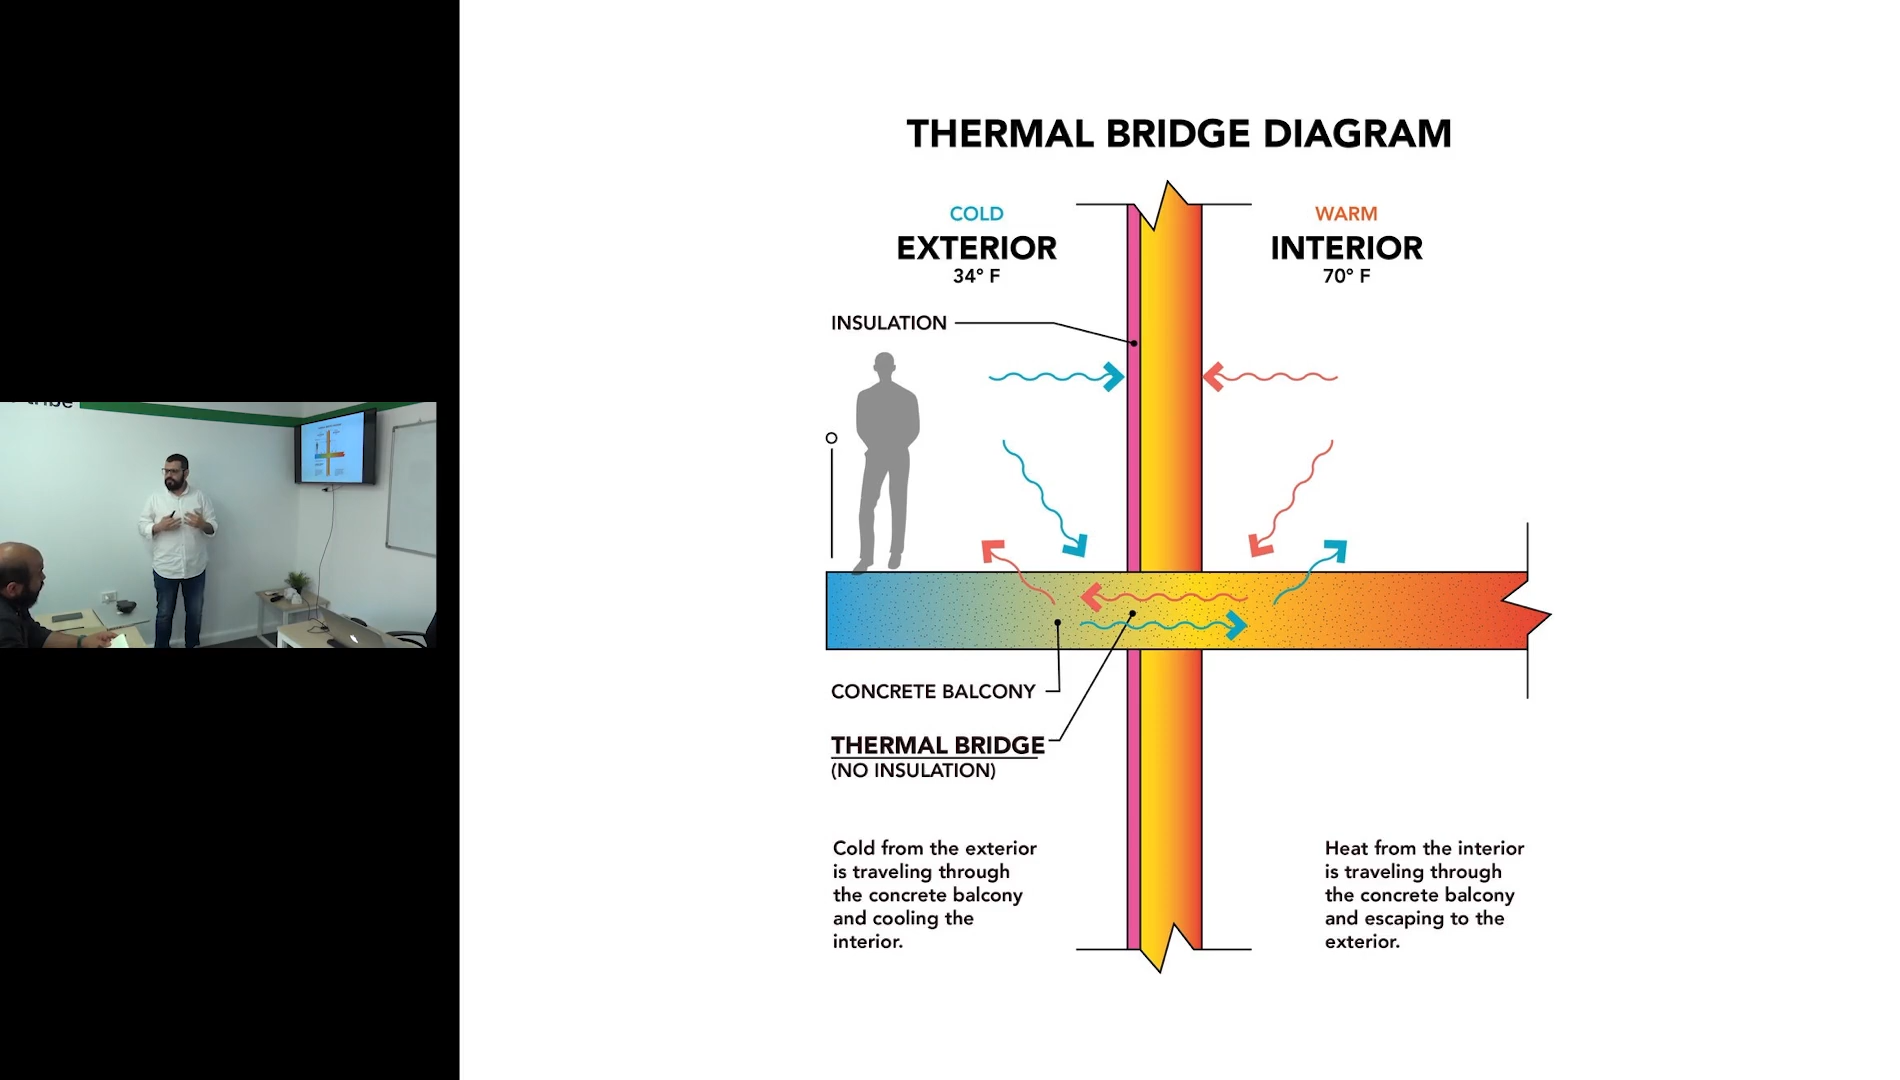 THERMAL BRIDGE DIAGRAM
COLD
EXTERIOR
34° F
WARM
INTERIOR
70° F
INSULATION
CONCRETE BALCONY
THERMAL BRIDGE
(NO INSULATION)
Cold from the exterior
is traveling through
the concrete balcony
and cooling the
interior.
Heat from the interior
is traveling through
the concrete balcony
and escaping to the
exterior.